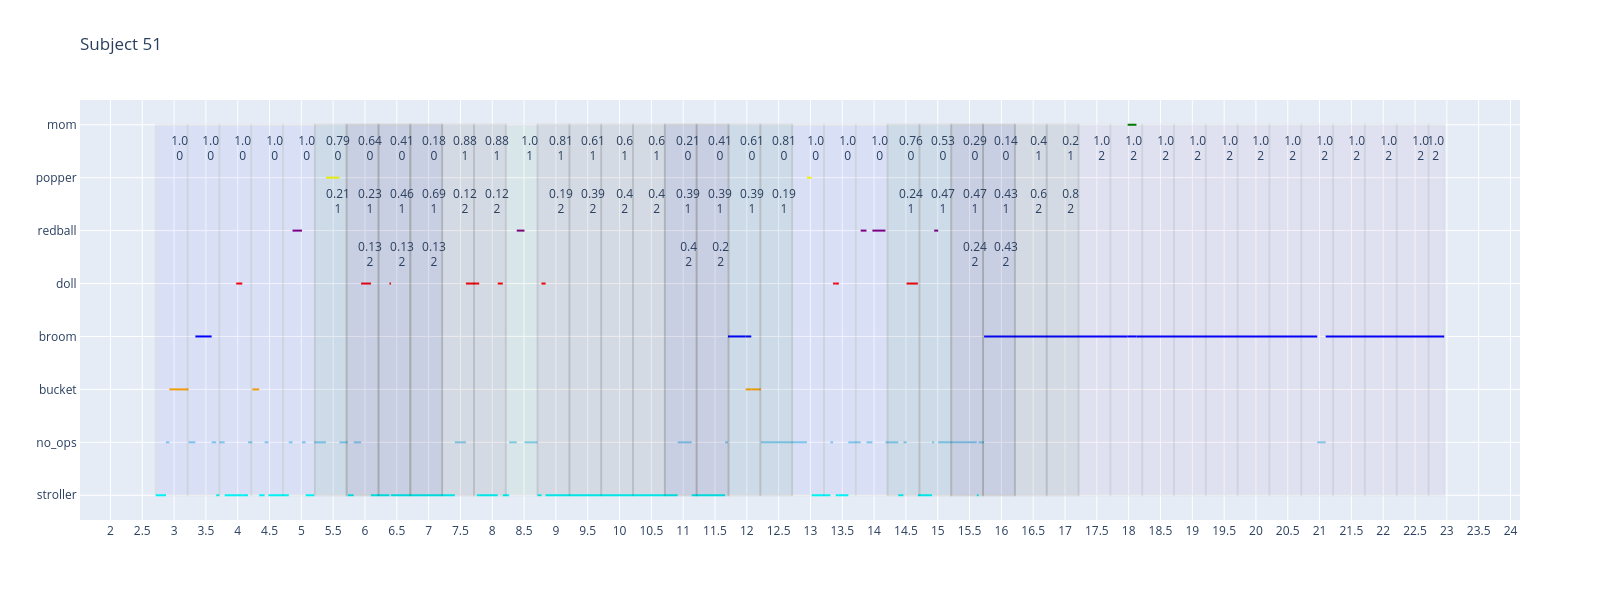 Subject 51
mom
1.0 1.0 1.0 1.0 1.0 0.79 0.64 0.41 0.18 0.88 0.88 1.0 0.81 0.61 0.6 0.6 0.21 0.41 0.61 0.81 1.0 1.0 1.0 0.76 0.53 0.29 0.14 0.4 0.2 1.0 1.0 1.0 1.0 1.0 1.0 1.0 1.0 1.0 1.0 1.0 1.0
0 0 0 0 0 0 0 0 0 1 1 1 1 1 1 1 0 0 0 0 0 0 0 0 0 0 0 1 1 2 2 2 2 2 2 2 2 2 2 2 2
popper
0.21 0.23 0.46 0.69 0.12 0.12 0.19 0.39 0.4 0.4 0.39 0.39 0.39 0.19 0.24 0.47 0.47 0.43 0.6 0.8
1 1 1 1 2 2 2 2 2 2 1 1 1 2 1 1 1 1 2 2
redball
0.13 0.13 0.13 0.4 0.2 0.24 0.43
2 2 2 2 2 2 2
doll
broom
bucket
no_ops
stroller
2 2.5 3 3.5 4 4.5 5 5.5 6 6.5 7 7.5 8 8.5 9 9.5 10 10.5 11 11.5 12 12.5 13 13.5 14 14.5 15 15.5 16 16.5 17 17.5 18 18.5 19 19.5 20 20.5 21 21.5 22 22.5 23 23.5 24